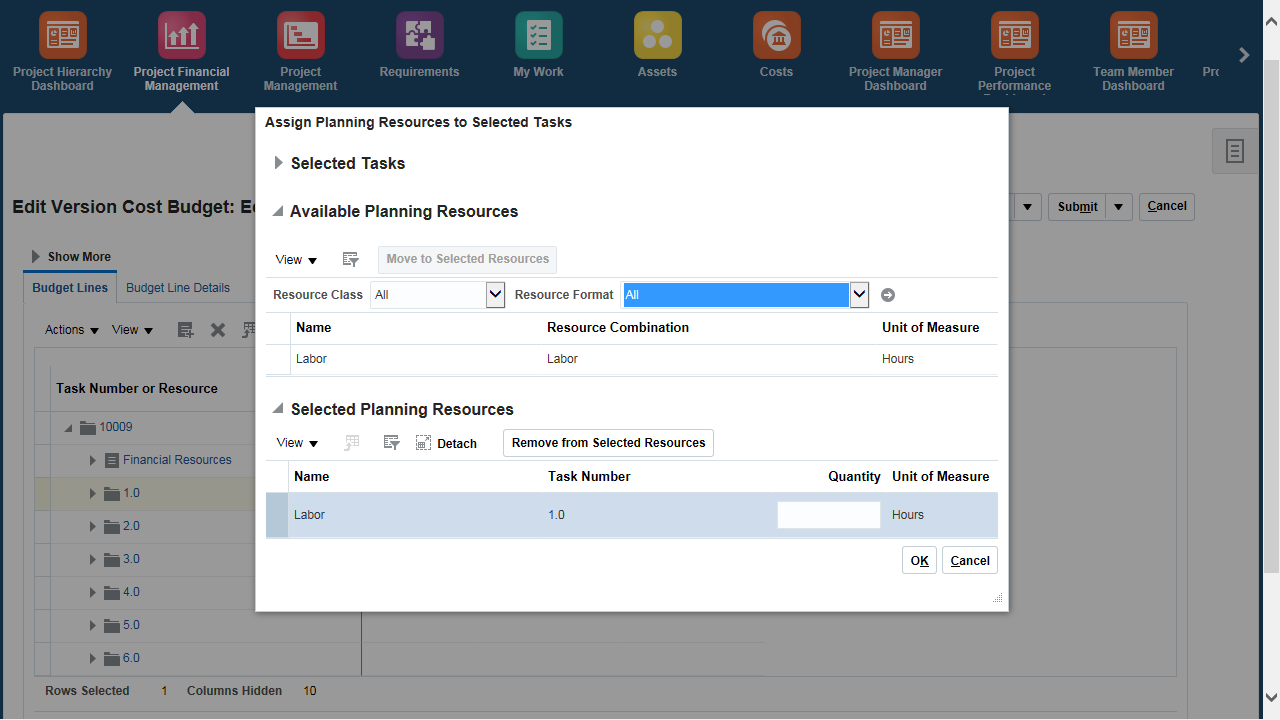 Project Hierarchy Dashboard
Project Financial Management
Project Management
Requirements
My Work
Assets
Costs
Project Manager Dashboard
Project Performance
Team Member Dashboard
Assign Planning Resources to Selected Tasks
Selected Tasks
Edit Version Cost Budget:
Available Planning Resources
Submit
Cancel
Show More
View
Move to Selected Resources
Budget Lines
Budget Line Details
Resource Class
All
Resource Format
All
Actions
View
Name
Resource Combination
Unit of Measure
Labor
Labor
Hours
Task Number or Resource
Selected Planning Resources
10009
View
Detach
Remove from Selected Resources
Financial Resources
Name
Task Number
Quantity
Unit of Measure
1.0
Labor
1.0
Hours
2.0
3.0
OK
Cancel
4.0
5.0
6.0
Rows Selected 1 Columns Hidden 10